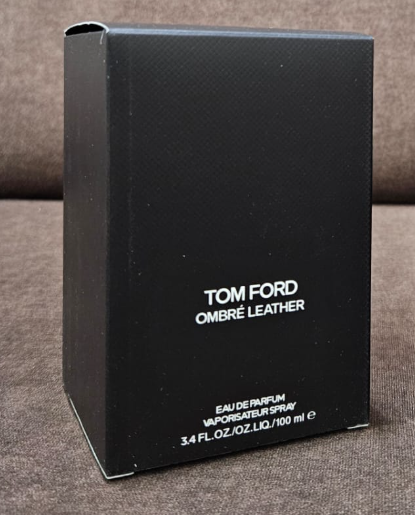 TOM FORD
OMBRÉ LEATHER
EAU DE PARFUM
VAPORISATEUR SPRAY
3.4 FL.OZ./OZ.LIQ./100 ml ℮